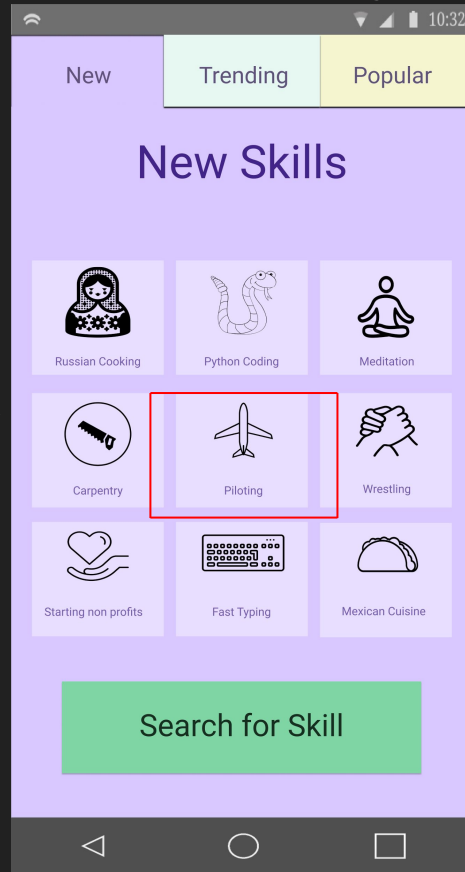 10:32
New Trending Popular
New Skills
Russian Cooking Python Coding Meditation
Carpentry Piloting Wrestling
Starting non profits Fast Typing Mexican Cuisine
Search for Skill